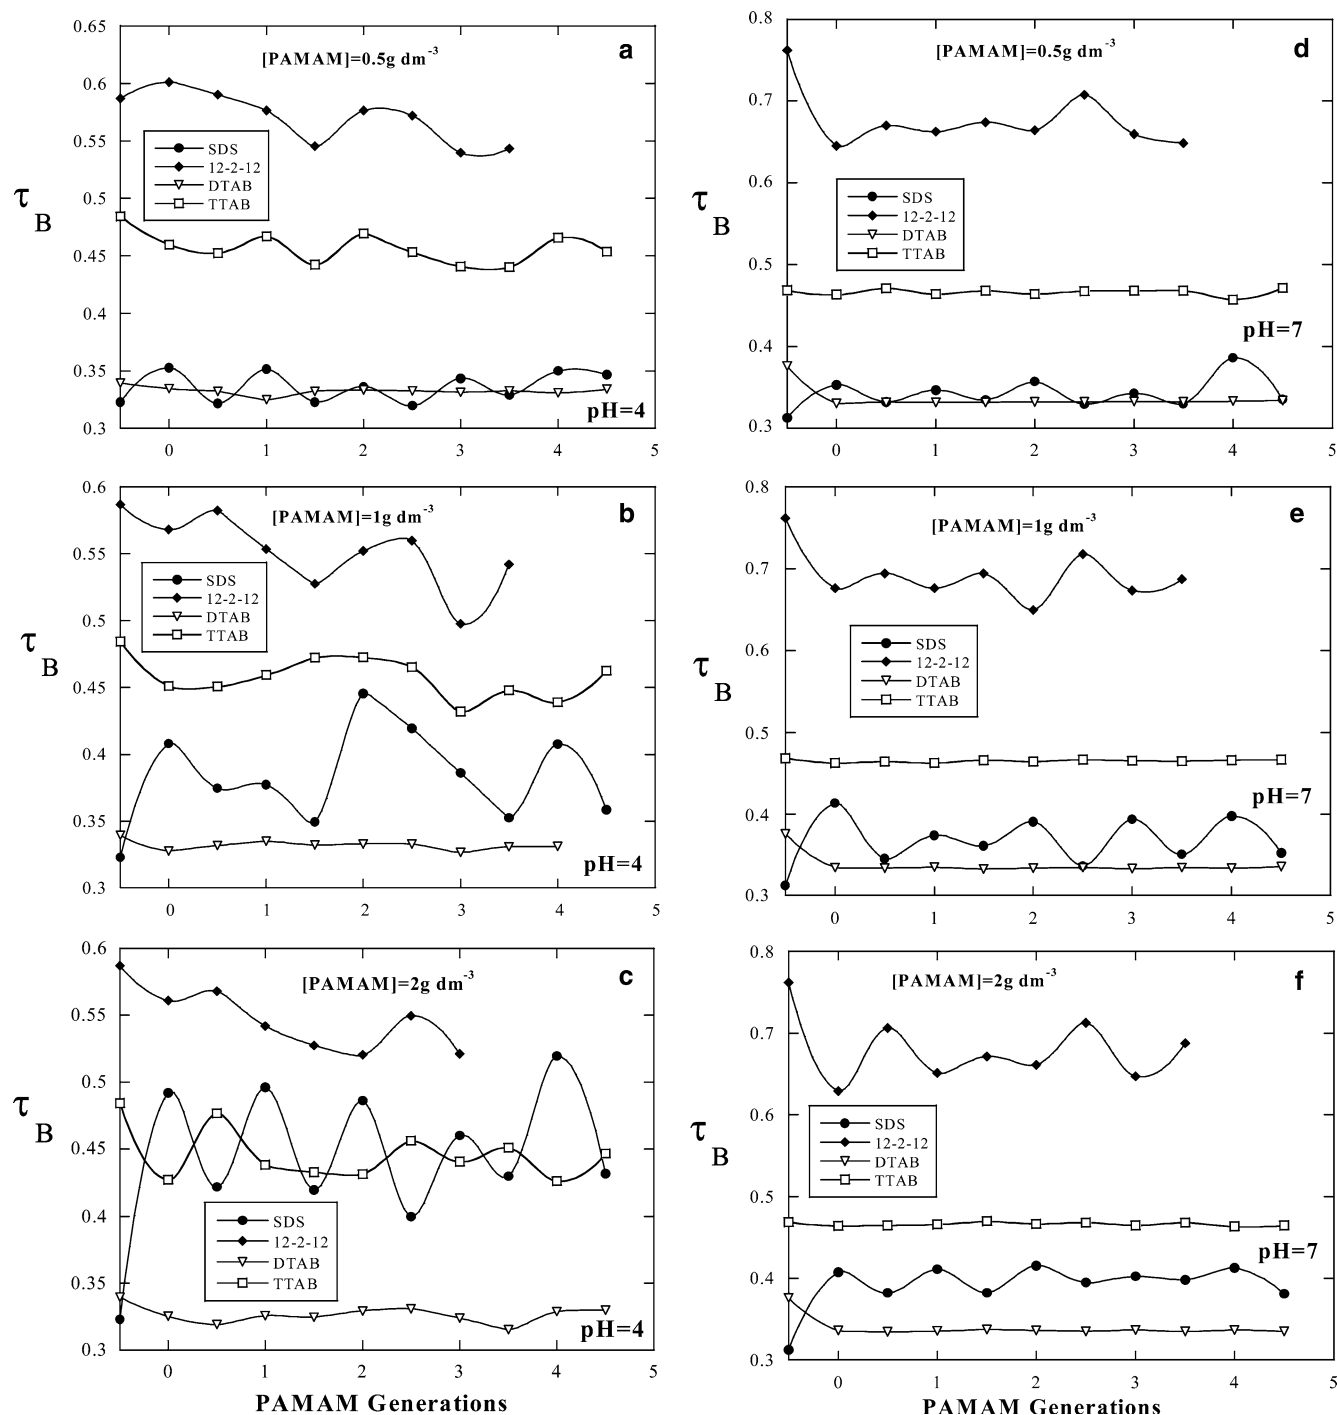 [PAMAM]=0.5g dm-3
a
0.65
0.6
0.55
0.5
0.45
0.4
0.35
0.3
τB
SDS
12-2-12
DTAB
TTAB
pH=4
0 1 2 3 4 5
[PAMAM]=0.5g dm-3
d
0.8
0.7
0.6
0.5
0.4
0.3
τB
SDS
12-2-12
DTAB
TTAB
pH=7
0 1 2 3 4 5
[PAMAM]=1g dm-3
b
0.6
0.55
0.5
0.45
0.4
0.35
0.3
τB
SDS
12-2-12
DTAB
TTAB
pH=4
0 1 2 3 4 5
[PAMAM]=1g dm-3
e
0.8
0.7
0.6
0.5
0.4
0.3
τB
SDS
12-2-12
DTAB
TTAB
pH=7
0 1 2 3 4 5
[PAMAM]=2g dm-3
c
0.6
0.55
0.5
0.45
0.4
0.35
0.3
τB
SDS
12-2-12
DTAB
TTAB
pH=4
0 1 2 3 4 5
PAMAM Generations
[PAMAM]=2g dm-3
f
0.8
0.7
0.6
0.5
0.4
0.3
τB
SDS
12-2-12
DTAB
TTAB
pH=7
0 1 2 3 4 5
PAMAM Generations